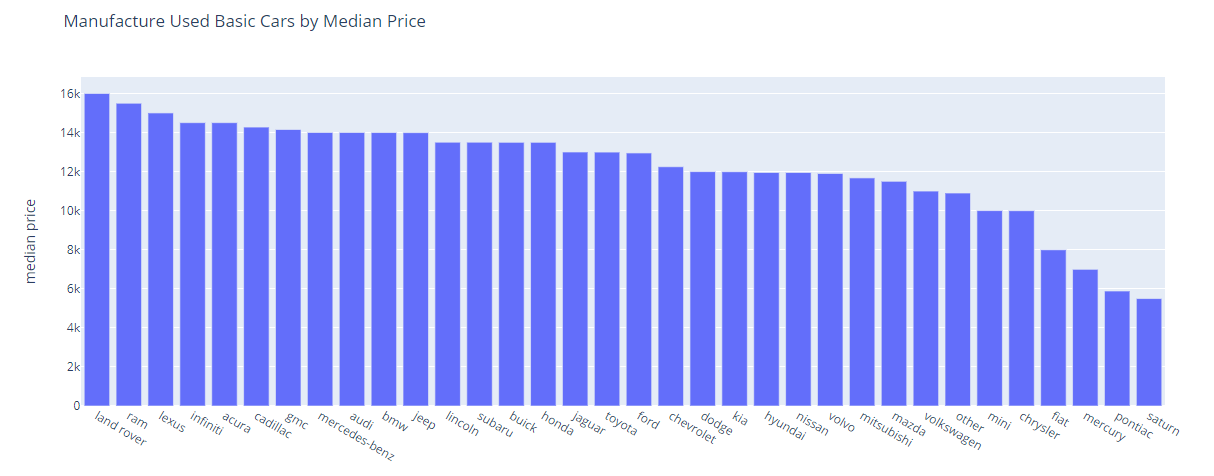 Manufacture Used Basic Cars by Median Price
16k
14k
12k
10k
8k
6k
4k
2k
0
median price
land rover
ram
lexus
infiniti
acura
cadillac
gmc
mercedes-benz
audi
bmw
jeep
lincoln
subaru
buick
honda
jaguar
toyota
ford
chevrolet
dodge
kia
hyundai
nissan
volvo
mitsubishi
mazda
volkswagen
other
mini
chrysler
fiat
mercury
pontiac
saturn